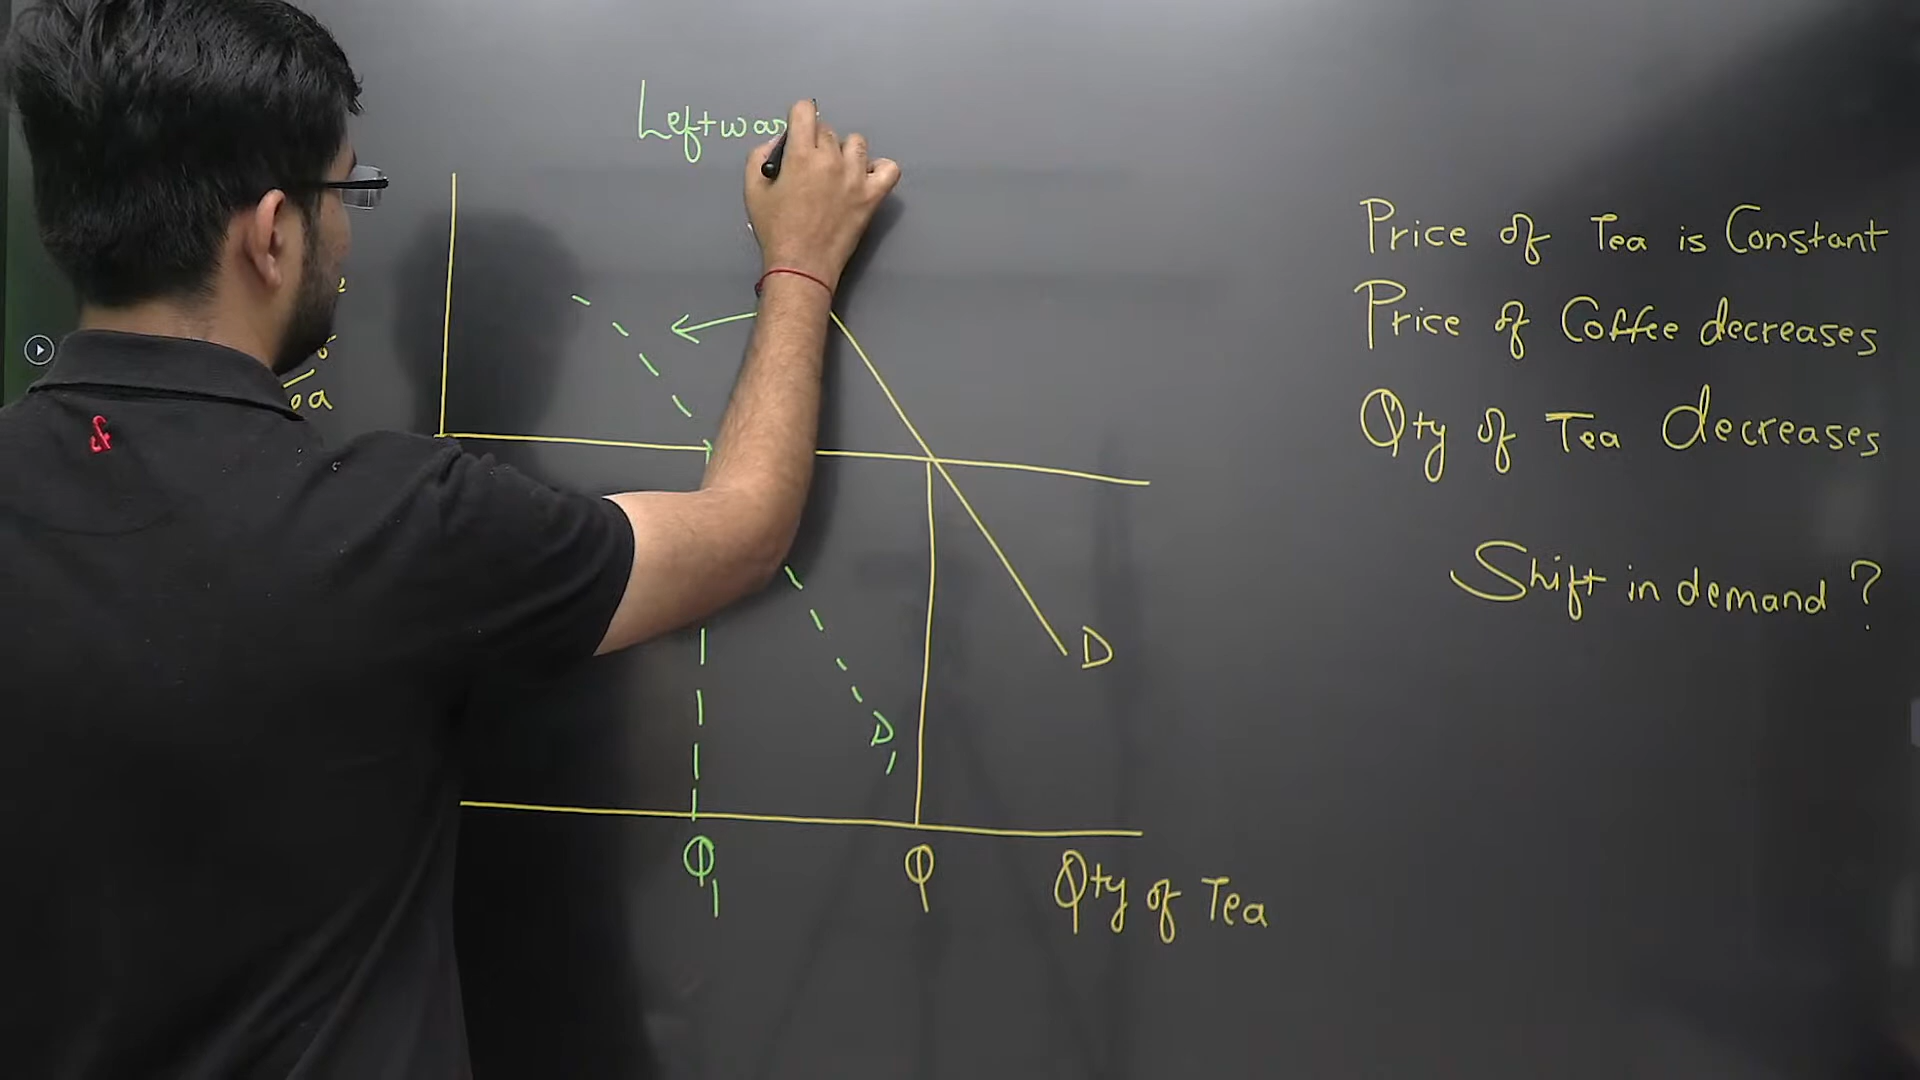 Leftwar
Price of Tea is Constant
Price of Coffee decreases
Qty of Tea decreases
Shift in demand ?
D
D1
Q1 Q Qty of Tea